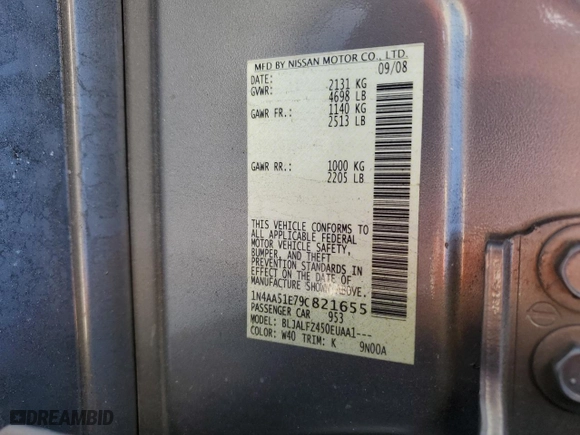 MFD BY NISSAN MOTOR CO., LTD.
DATE: 09/08
GVWR: 2131 KG
4698 LB
GAWR FR.: 1140 KG
2513 LB
GAWR RR.: 1000 KG
2205 LB
THIS VEHICLE CONFORMS TO
ALL APPLICABLE FEDERAL
MOTOR VEHICLE SAFETY,
BUMPER, AND THEFT
PREVENTION STANDARDS IN
EFFECT ON THE DATE OF
MANUFACTURE SHOWN ABOVE.
1N4AA51E79C821655
PASSENGER CAR 953
MODEL: BLJALFZ450EUAA1---
COLOR: W40 TRIM: K 9N00A
DREAMBID